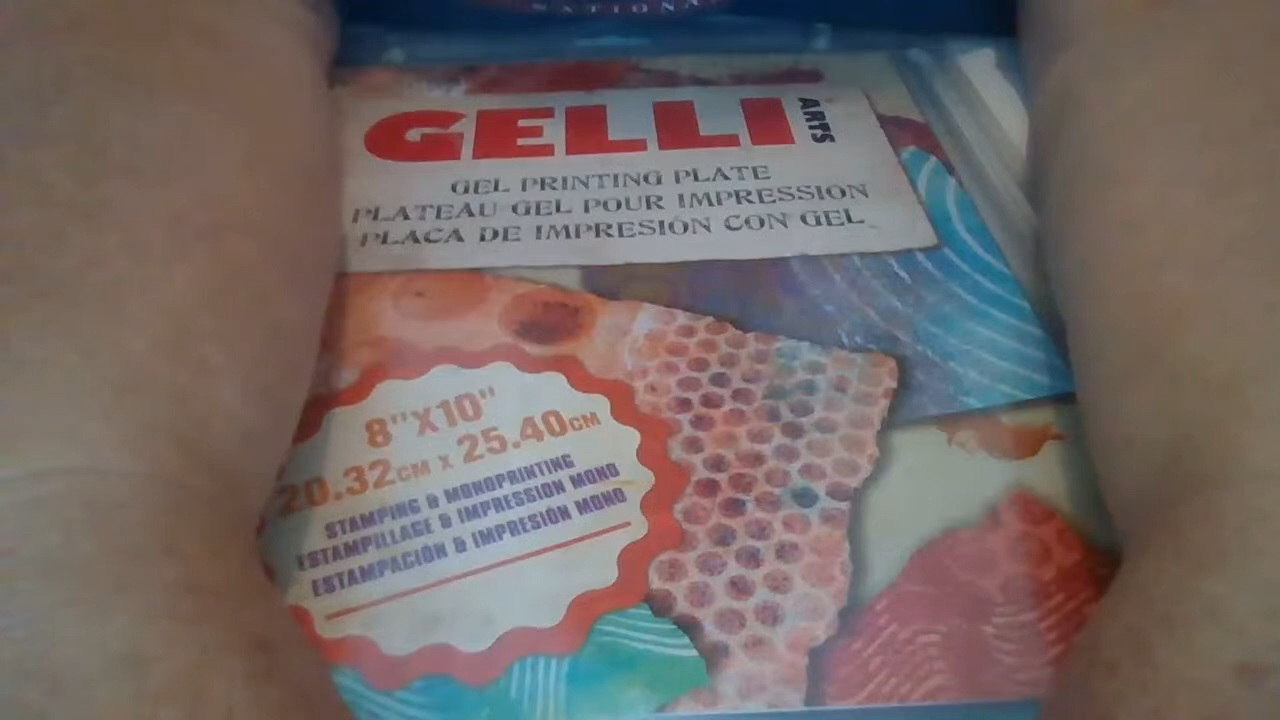 NATIONA
GELLI ARTS
GEL PRINTING PLATE
PLATEAU GEL POUR IMPRESSION
PLACA DE IMPRESIÓN CON GEL
8"X10"
20.32CM X 25.40CM
STAMPING & MONOPRINTING
ESTAMPILLAGE & IMPRESSION MONO
ESTAMPACIÓN & IMPRESIÓN MONO